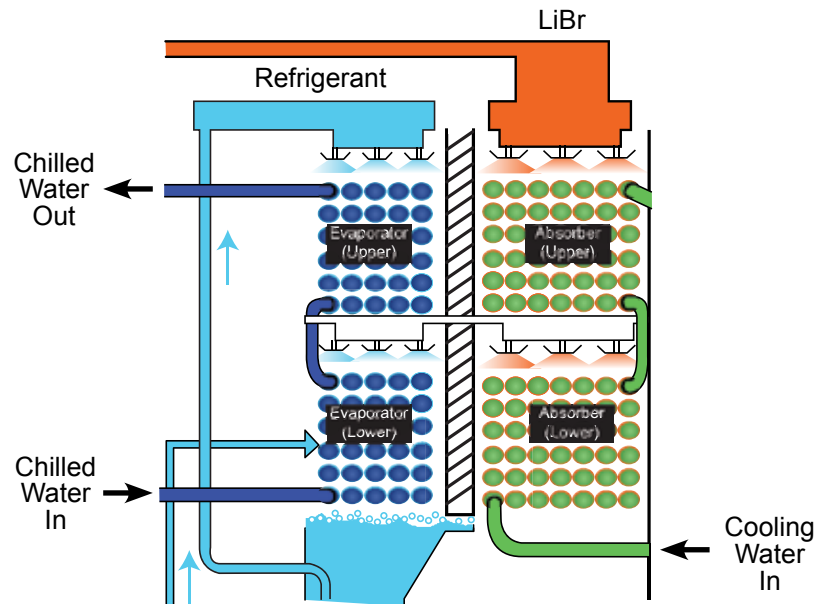 LiBr
Refrigerant
Chilled
Water
Out
Evaporator
(Upper)
Absorber
(Upper)
Evaporator
(Lower)
Absorber
(Lower)
Chilled
Water
In
Cooling
Water
In